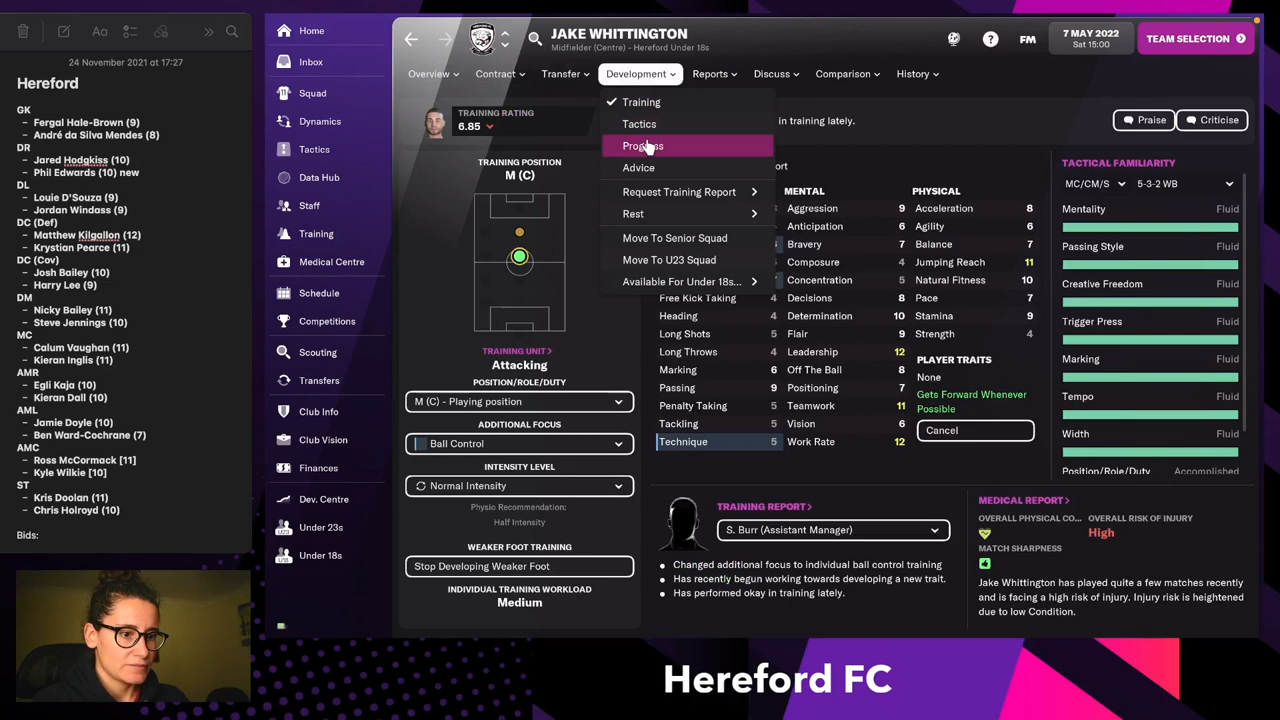 24 November 2021 at 17:27
Hereford
GK
– Fergal Hale-Brown (9)
– André da Silva Mendes (8)
DR
– Jared Hodgkiss (10)
– Phil Edwards (10) new
DL
– Louie D'Souza (9)
– Jordan Windass (9)
DC (Def)
– Matthew Kilgallon (12)
– Krystian Pearce (11)
DC (Cov)
– Josh Bailey (10)
– Harry Lee (9)
DM
– Nicky Bailey (11)
– Steve Jennings (10)
MC
– Calum Vaughan (11)
– Kieran Inglis (11)
AMR
– Egli Kaja (10)
– Kieran Dall (10)
AML
– Jamie Doyle (10)
– Ben Ward-Cochrane (7)
AMC
– Ross McCormack [11]
– Kyle Wilkie [10]
ST
– Kris Doolan (11)
– Chris Holroyd (10)
Bids:
Home
Inbox
Squad
Dynamics
Tactics
Data Hub
Staff
Training
Medical Centre
Schedule
Competitions
Scouting
Transfers
Club Info
Club Vision
Finances
Dev. Centre
Under 23s
Under 18s
JAKE WHITTINGTON
Midfielder (Centre) - Hereford Under 18s
FM
7 MAY 2022
Sat 15:00
TEAM SELECTION
Overview
Contract
Transfer
Development
Reports
Discuss
Comparison
History
TRAINING RATING
6.85
in training lately.
Praise
Criticise
Training
Tactics
Progress
Advice
Request Training Report
Rest
Move To Senior Squad
Move To U23 Squad
Available For Under 18s...
TRAINING POSITION
M (C)
TRAINING UNIT
Attacking
POSITION/ROLE/DUTY
M (C) - Playing position
ADDITIONAL FOCUS
Ball Control
INTENSITY LEVEL
Normal Intensity
Physio Recommendation:
Half Intensity
WEAKER FOOT TRAINING
Stop Developing Weaker Foot
INDIVIDUAL TRAINING WORKLOAD
Medium
Free Kick Taking 4
Heading 4
Long Shots 5
Long Throws 4
Marking 6
Passing 9
Penalty Taking 5
Tackling 5
Technique 5
MENTAL
Aggression 9
Anticipation 6
Bravery 7
Composure 4
Concentration 5
Decisions 8
Determination 10
Flair 9
Leadership 12
Off The Ball 8
Positioning 7
Teamwork 11
Vision 6
Work Rate 12
PHYSICAL
Acceleration 8
Agility 6
Balance 7
Jumping Reach 11
Natural Fitness 10
Pace 7
Stamina 9
Strength 4
PLAYER TRAITS
None
Gets Forward Whenever
Possible
Cancel
TACTICAL FAMILIARITY
MC/CM/S
5-3-2 WB
Mentality Fluid
Passing Style Fluid
Creative Freedom Fluid
Trigger Press Fluid
Marking Fluid
Tempo Fluid
Width Fluid
Position/Role/Duty Accomplished
TRAINING REPORT
S. Burr (Assistant Manager)
• Changed additional focus to individual ball control training
• Has recently begun working towards developing a new trait.
• Has performed okay in training lately.
MEDICAL REPORT
OVERALL PHYSICAL CO...
OVERALL RISK OF INJURY
High
MATCH SHARPNESS
Jake Whittington has played quite a few matches recently
and is facing a high risk of injury. Injury risk is heightened
due to low Condition.
Hereford FC